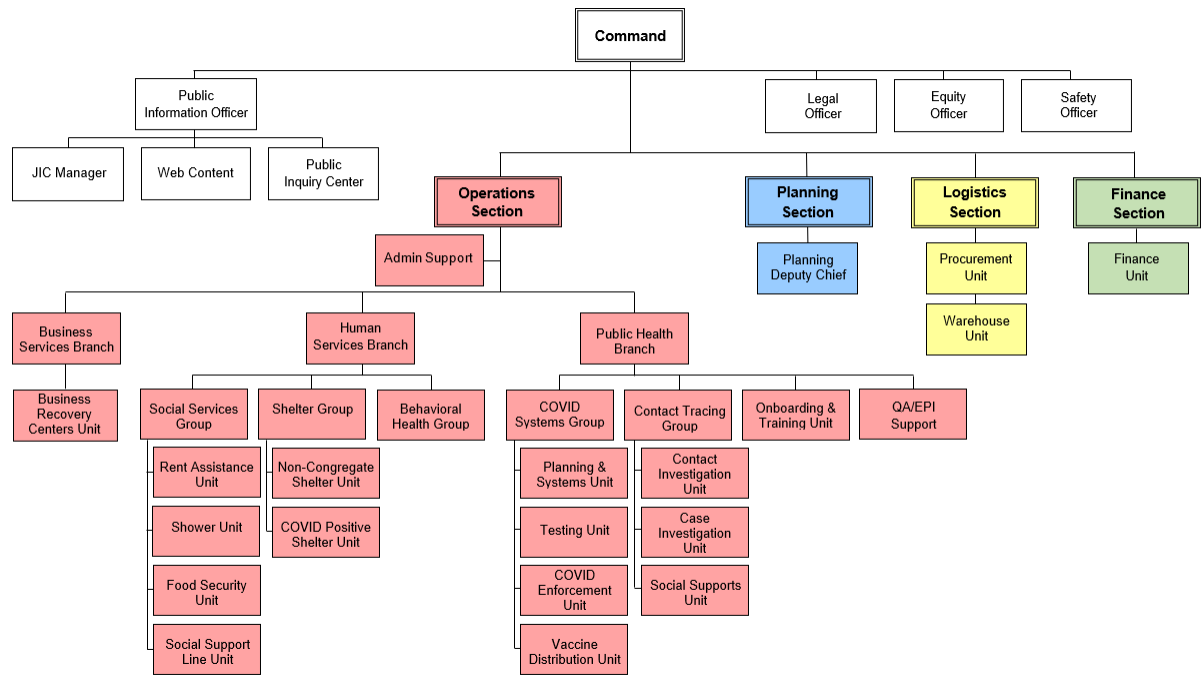 Command
Public
Information Officer
Legal
Officer
Equity
Officer
Safety
Officer
JIC Manager
Web Content
Public
Inquiry Center
Operations
Section
Planning
Section
Logistics
Section
Finance
Section
Admin Support
Planning
Deputy Chief
Procurement
Unit
Finance
Unit
Warehouse
Unit
Business
Services Branch
Human
Services Branch
Public Health
Branch
Business
Recovery
Centers Unit
Social Services
Group
Shelter Group
Behavioral
Health Group
COVID
Systems Group
Contact Tracing
Group
Onboarding &
Training Unit
QA/EPI
Support
Rent Assistance
Unit
Non-Congregate
Shelter Unit
Planning &
Systems Unit
Contact
Investigation
Unit
Shower Unit
COVID Positive
Shelter Unit
Testing Unit
Case
Investigation
Unit
Food Security
Unit
COVID
Enforcement
Unit
Social Supports
Unit
Social Support
Line Unit
Vaccine
Distribution Unit